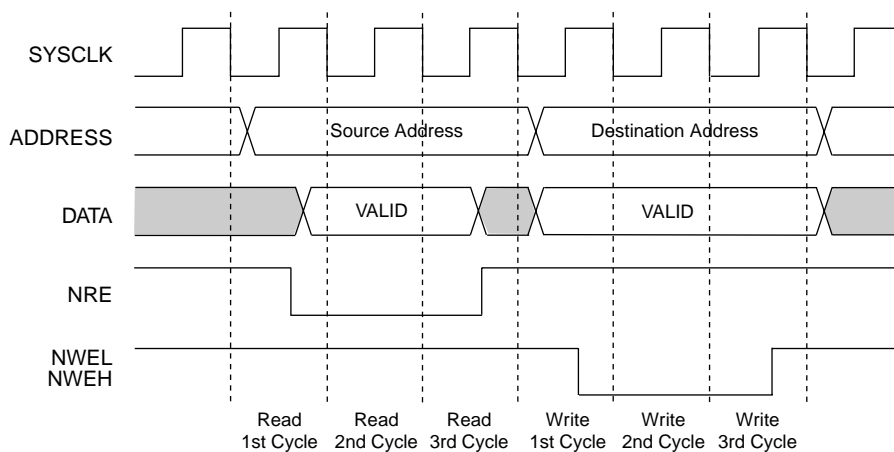 SYSCLK
ADDRESS
Source Address
Destination Address
DATA
VALID
VALID
NRE
NWEL
NWEH
Read
1st Cycle
Read
2nd Cycle
Read
3rd Cycle
Write
1st Cycle
Write
2nd Cycle
Write
3rd Cycle